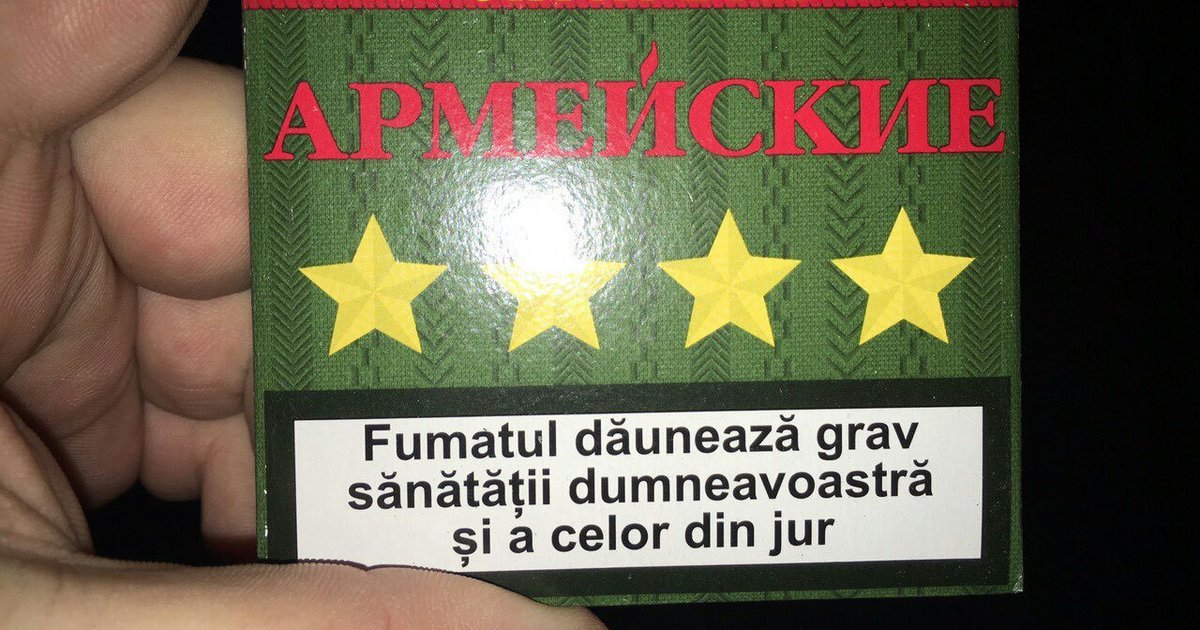 АРМЕЙСКИЕ
Fumatul dăunează grav
sănătății dumneavoastră
și a celor din jur